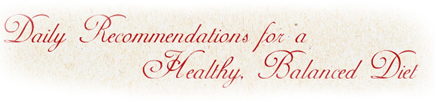 Daily Recommendations for a
Healthy, Balanced Diet